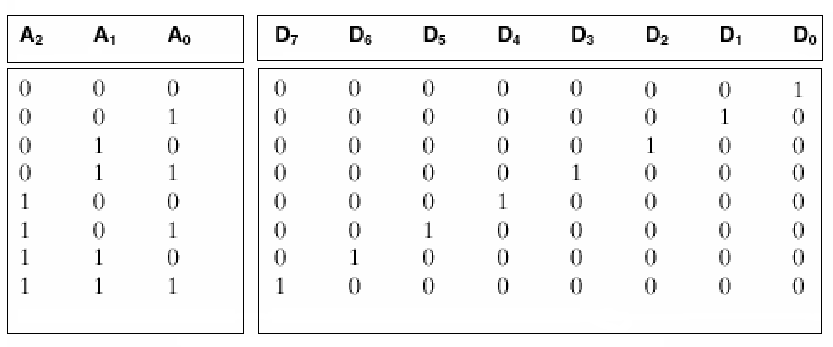 A₂ A₁ A₀ D₇ D₆ D₅ D₄ D₃ D₂ D₁ D₀
0 0 0 0 0 0 0 0 0 0 1
0 0 1 0 0 0 0 0 0 1 0
0 1 0 0 0 0 0 0 1 0 0
0 1 1 0 0 0 0 1 0 0 0
1 0 0 0 0 0 1 0 0 0 0
1 0 1 0 0 1 0 0 0 0 0
1 1 0 0 1 0 0 0 0 0 0
1 1 1 1 0 0 0 0 0 0 0